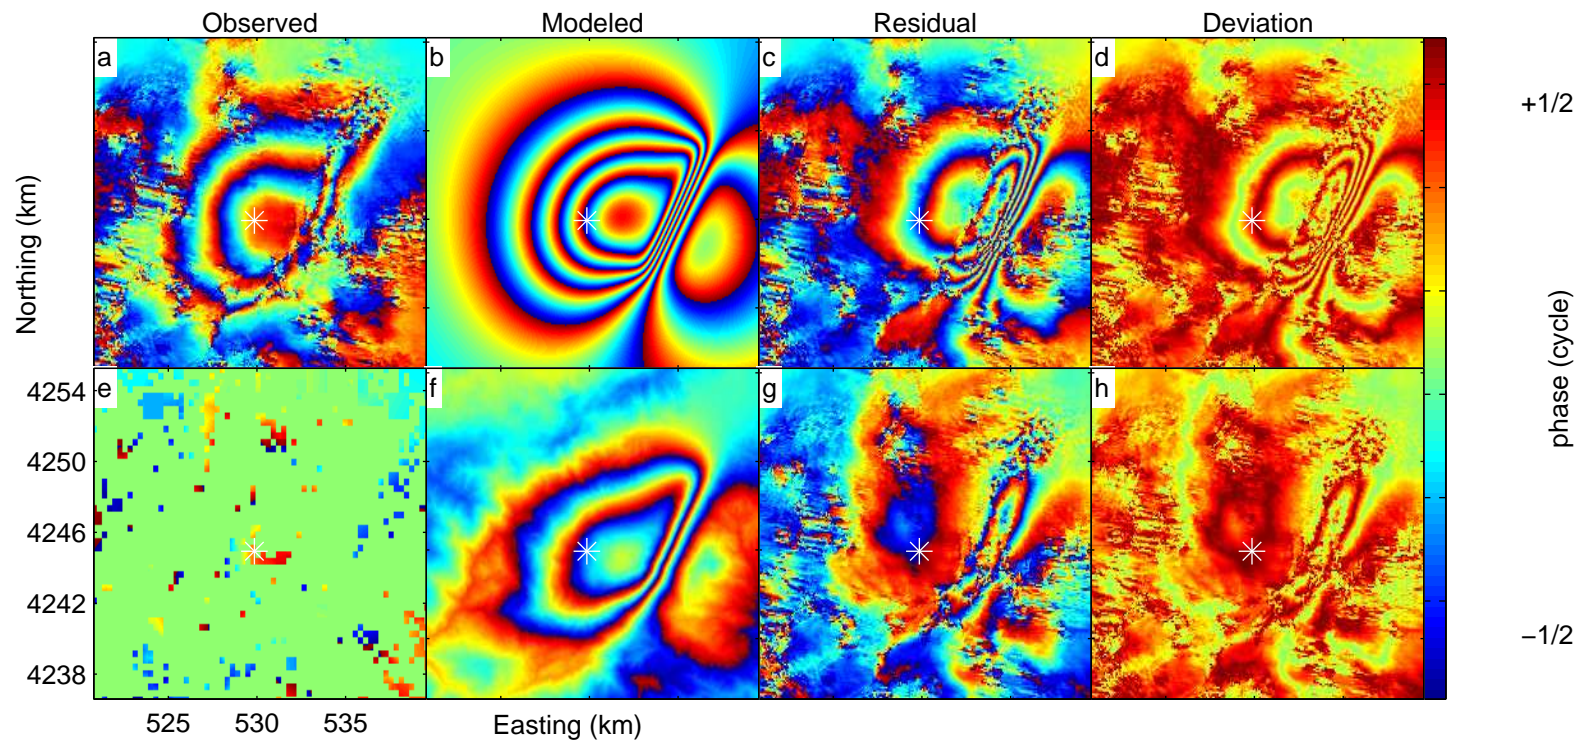 Observed Modeled Residual Deviation
a b c d
+1/2
Northing (km)
phase (cycle)
e f g h
4254
4250
4246
4242
4238
−1/2
525 530 535
Easting (km)